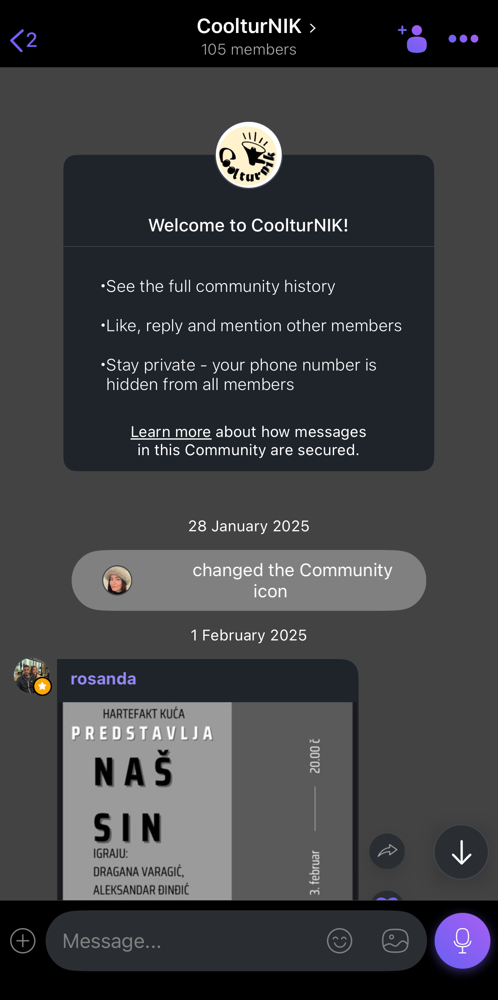 CoolturNIK
2
105 members
Coolturnik
Welcome to CoolturNIK!
•See the full community history
•Like, reply and mention other members
•Stay private - your phone number is
hidden from all members
Learn more about how messages
in this Community are secured.
28 January 2025
changed the Community
icon
1 February 2025
rosanda
HARTEFAKT KUĆA
PREDSTAVLJA
NAŠ
SIN
IGRAJU:
DRAGANA VARAGIĆ,
ALEKSANDAR ĐINĐIĆ
3. februar
20.00 č
Message...